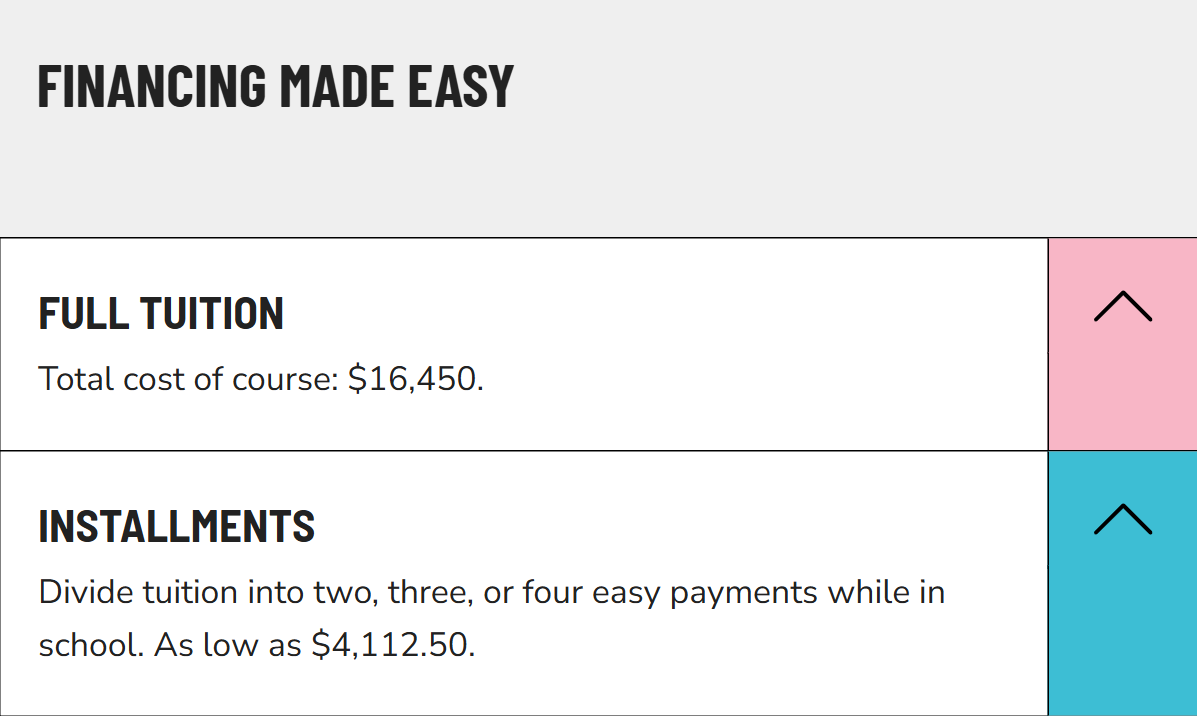 FINANCING MADE EASY
FULL TUITION
Total cost of course: $16,450.
INSTALLMENTS
Divide tuition into two, three, or four easy payments while in
school. As low as $4,112.50.